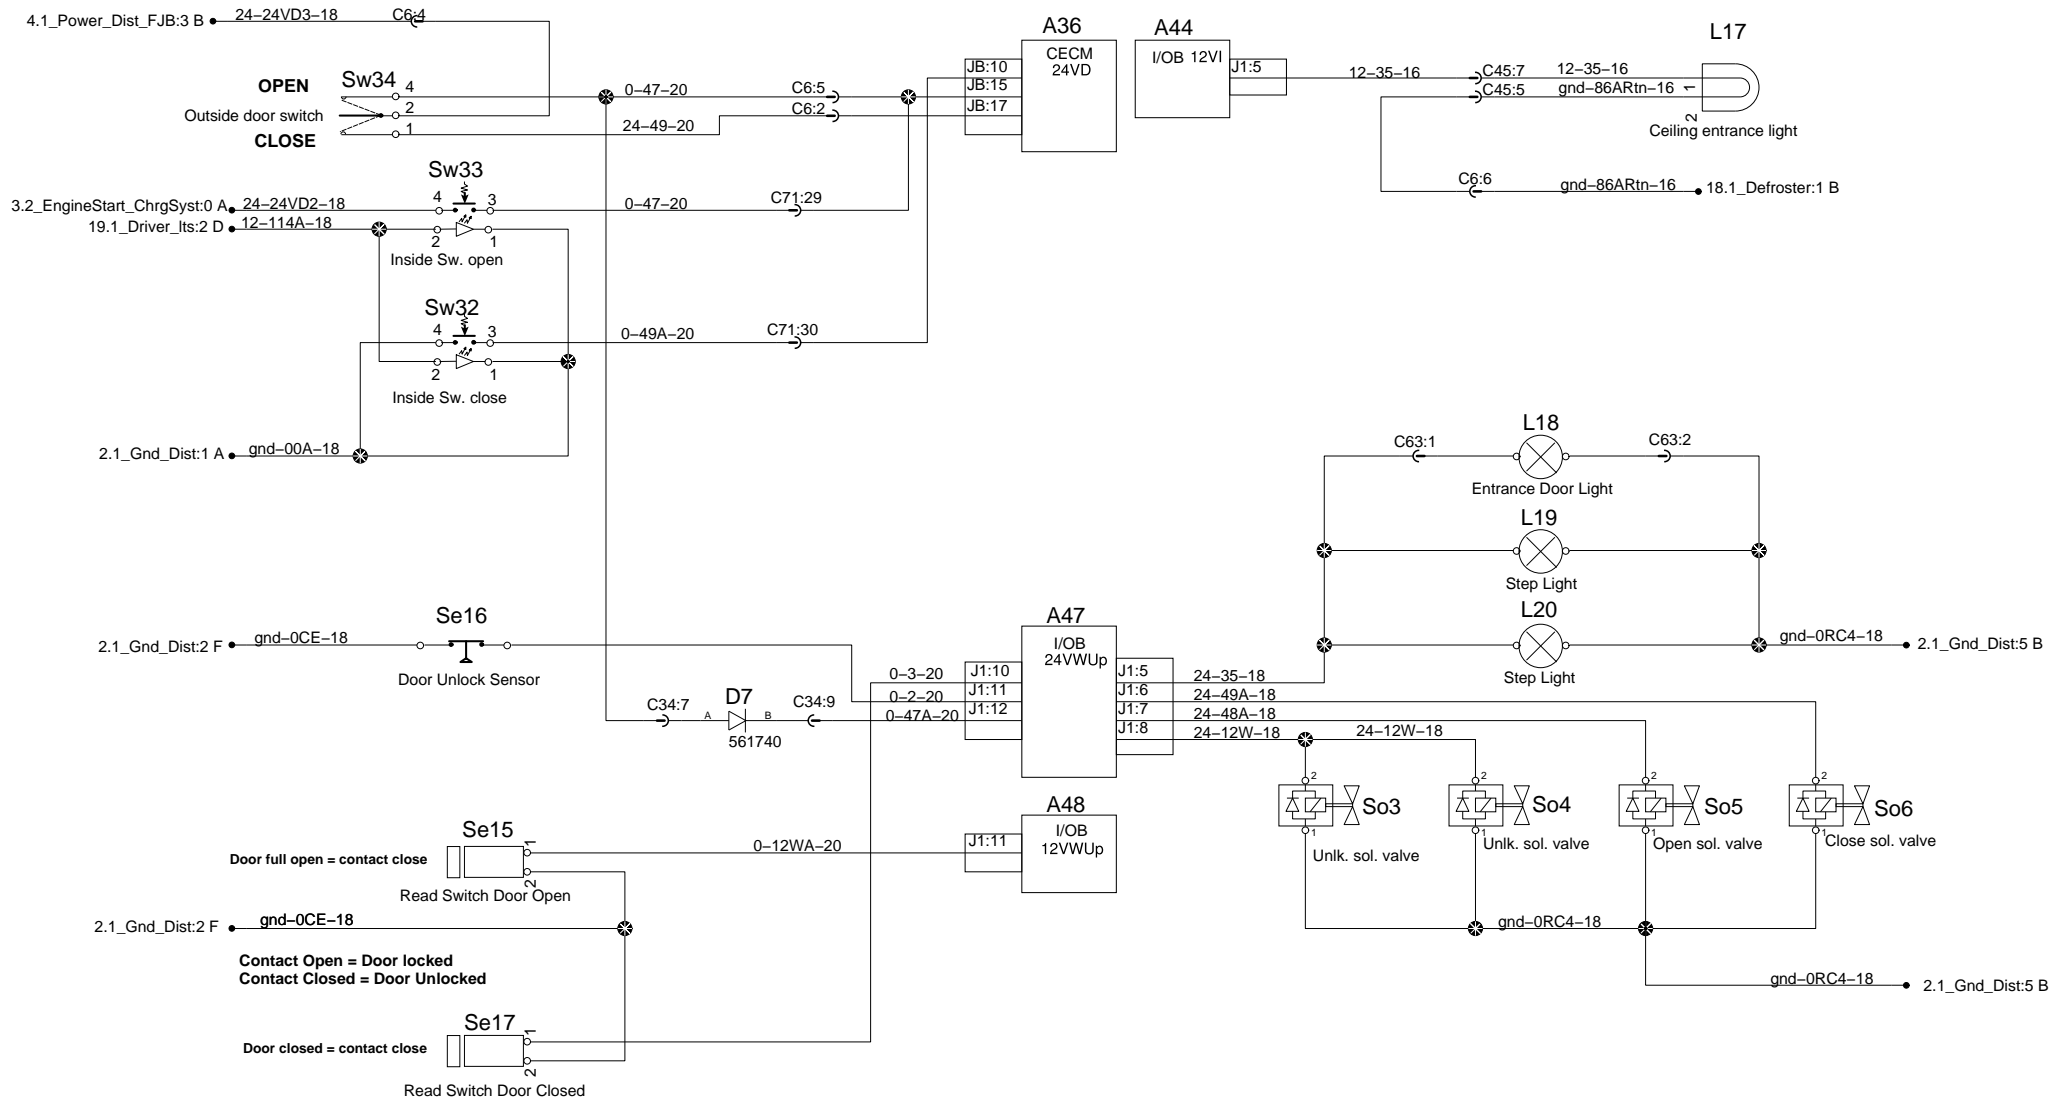 4.1_Power_Dist_FJB:3 B
24-24VD3-18
C6:4
Sw34
OPEN
4
Outside door switch
2
CLOSE
1
0-47-20
C6:5
24-49-20
C6:2
A36
CECM
24VD
JB:10
JB:15
JB:17
A44
I/OB 12VI
J1:5
12-35-16
C45:7
12-35-16
C45:5
gnd-86ARtn-16
L17
1
2
Ceiling entrance light
C6:6
gnd-86ARtn-16
18.1_Defroster:1 B
Sw33
3.2_EngineStart_ChrgSyst:0 A
24-24VD2-18
4
3
0-47-20
C71:29
19.1_Driver_lts:2 D
12-114A-18
2
1
Inside Sw. open
Sw32
4
3
0-49A-20
C71:30
2
1
Inside Sw. close
2.1_Gnd_Dist:1 A
gnd-00A-18
L18
C63:1
C63:2
Entrance Door Light
L19
Step Light
L20
Step Light
gnd-0RC4-18
2.1_Gnd_Dist:5 B
Se16
2.1_Gnd_Dist:2 F
gnd-0CE-18
Door Unlock Sensor
C34:7
A
D7
B
561740
C34:9
0-3-20
0-2-20
0-47A-20
A47
I/OB
24VWUp
J1:10
J1:11
J1:12
J1:5
J1:6
J1:7
J1:8
24-35-18
24-49A-18
24-48A-18
24-12W-18
24-12W-18
2
So3
1
Unlk. sol. valve
2
So4
1
Unlk. sol. valve
2
So5
1
Open sol. valve
2
So6
1
Close sol. valve
gnd-0RC4-18
gnd-0RC4-18
2.1_Gnd_Dist:5 B
A48
I/OB
12VWUp
J1:11
Se15
Door full open = contact close
1
2
0-12WA-20
Read Switch Door Open
2.1_Gnd_Dist:2 F
gnd-0CE-18
Contact Open = Door locked
Contact Closed = Door Unlocked
Se17
Door closed = contact close
1
2
Read Switch Door Closed